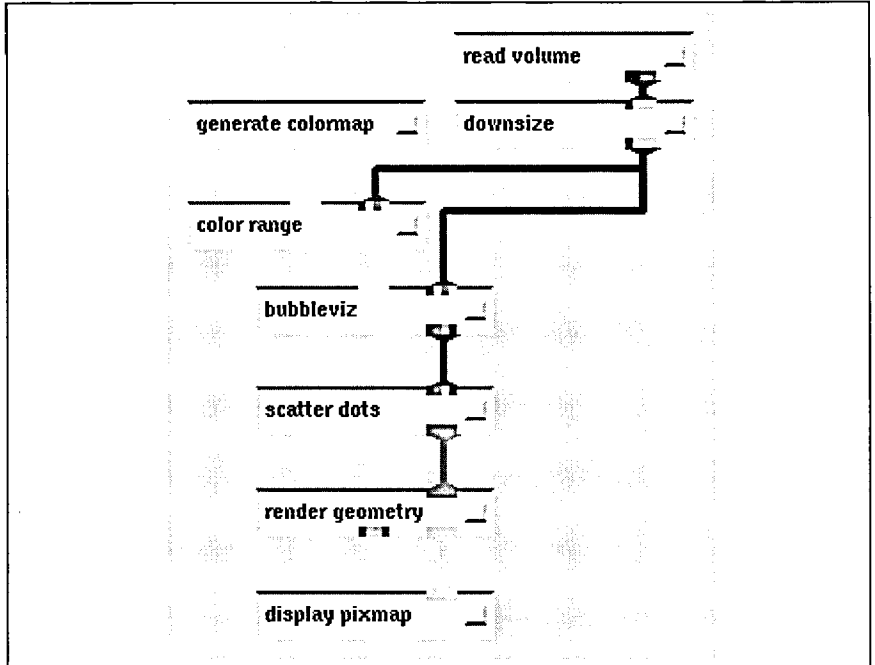 read volume
generate colormap
downsize
color range
bubbleviz
scatter dots
render geometry
display pixmap